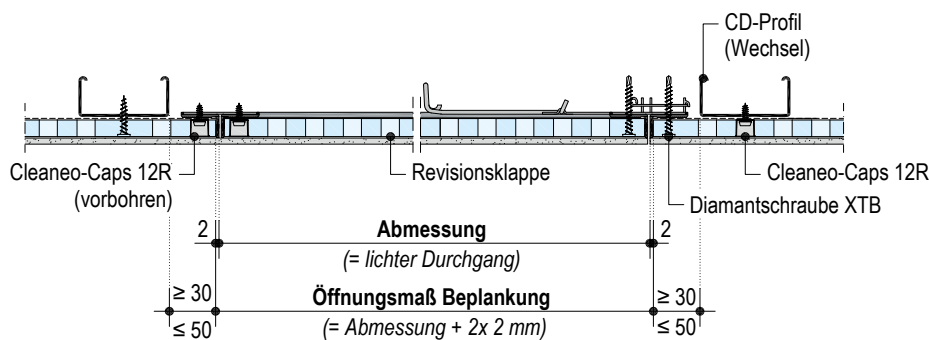 CD-Profil
(Wechsel)
Cleaneo-Caps 12R
(vorbohren)
Revisionsklappe
Cleaneo-Caps 12R
Diamantschraube XTB
2
Abmessung
2
(= lichter Durchgang)
≥ 30
Öffnungsmaß Beplankung
≥ 30
≤ 50
(= Abmessung + 2x 2 mm)
≤ 50